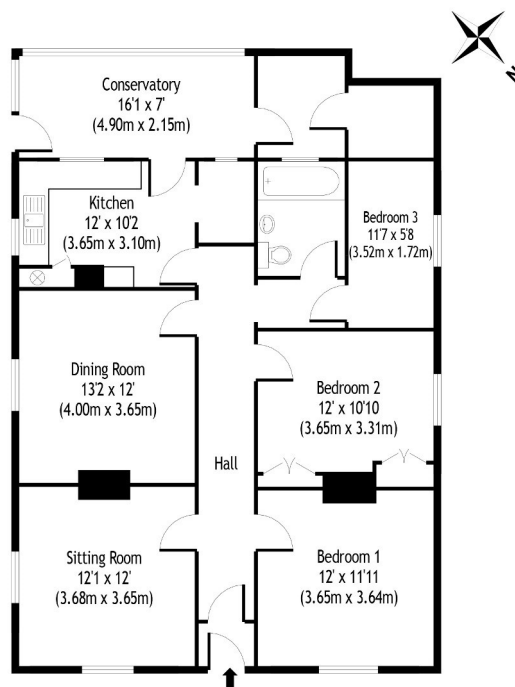 N
Conservatory
16'1 x 7'
(4.90m x 2.15m)
Kitchen
12' x 10'2
(3.65m x 3.10m)
Bedroom 3
11'7 x 5'8
(3.52m x 1.72m)
Dining Room
13'2 x 12'
(4.00m x 3.65m)
Bedroom 2
12' x 10'10
(3.65m x 3.31m)
Hall
Sitting Room
12'1 x 12'
(3.68m x 3.65m)
Bedroom 1
12' x 11'11
(3.65m x 3.64m)